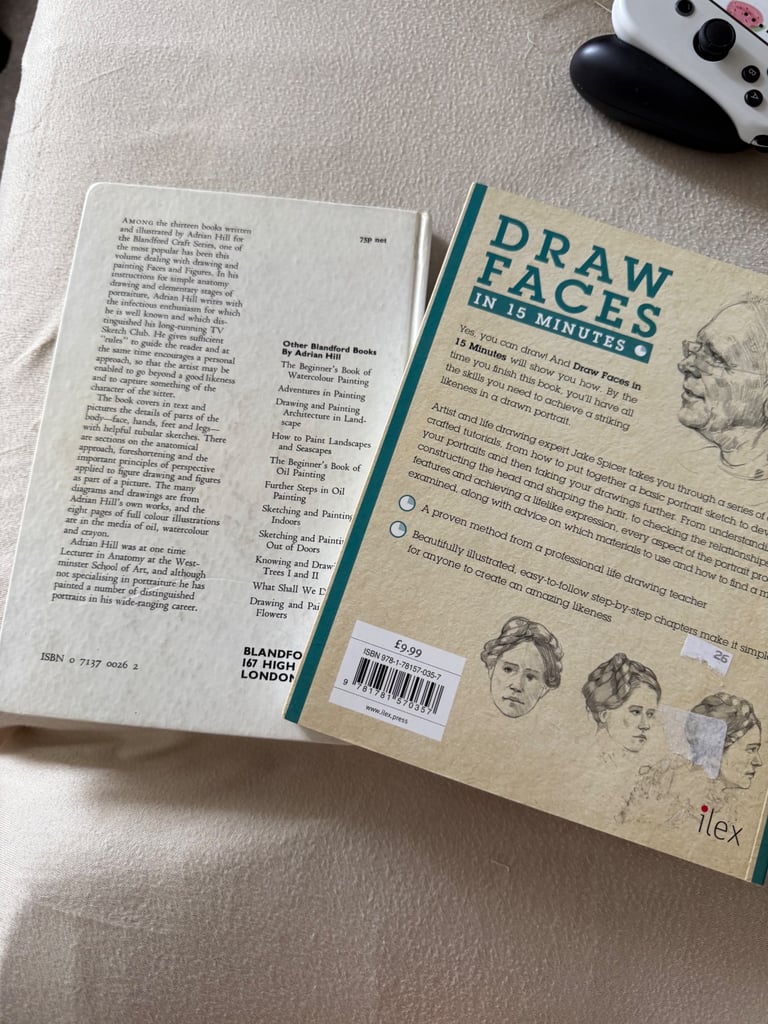 AMONG the thirteen books written
and illustrated by Adrian Hill for
the Blandford Craft Series, one of
the most popular has been this
volume dealing with drawing and
painting Faces and Figures. In his
instructions for simple anatomy
drawing and elementary stages of
portraiture, Adrian Hill writes with
the infectious enthusiasm for which
he is well known and which dis-
tinguished his long-running TV
Sketch Club. He gives sufficient
"rules" to guide the reader and at
the same time encourages a personal
approach, so that the artist may be
enabled to go beyond a good likeness
and to capture something of the
character of the sitter.
The book covers in text and
pictures the details of parts of the
body—face, hands, feet and legs—
with helpful tubular sketches. There
are sections on the anatomical
approach, foreshortening and the
important principles of perspective
applied to figure drawing and figures
as part of a picture. The many
diagrams and drawings are from
Adrian Hill's own works, and the
eight pages of full colour illustrations
are in the media of oil, watercolour
and crayon.
Adrian Hill was at one time
Lecturer in Anatomy at the West-
minster School of Art, and although
not specialising in portraiture he has
painted a number of distinguished
portraits in his wide-ranging career.
ISBN 0 7137 0026 2
75p net
Other Blandford Books
By Adrian Hill
The Beginner's Book of
Watercolour Painting
Adventures in Painting
Drawing and Painting
Architecture in Land-
scape
How to Paint Landscapes
and Seascapes
The Beginner's Book of
Oil Painting
Further Steps in Oil
Painting
Sketching and Painting
Indoors
Sketching and Painting
Out of Doors
Knowing and Draw
Trees I and II
What Shall We D
Drawing and Pai
Flowers
BLANDFO
167 HIGH
LONDON
DRAW
FACES
IN 15 MINUTES
Yes, you can draw! And Draw Faces in
15 Minutes will show you how. By the
time you finish this book, you'll have all
the skills you need to achieve a striking
likeness in a drawn portrait.
Artist and life drawing expert Jake Spicer takes you through a series of
crafted tutorials, from how to put together a basic portrait sketch to dev
your portraits and then taking your drawings further. From understandi
constructing the head and shaping the hair, to checking the relationships
features and achieving a lifelike expression, every aspect of the portrait pro
examined, along with advice on which materials to use and how to find a m
A proven method from a professional life drawing teacher
Beautifully illustrated, easy-to-follow step-by-step chapters make it simple
for anyone to create an amazing likeness
£9.99
ISBN 978-1-78157-035-7
9 781781 570357
www.ilex.press
26
ilex
B
A